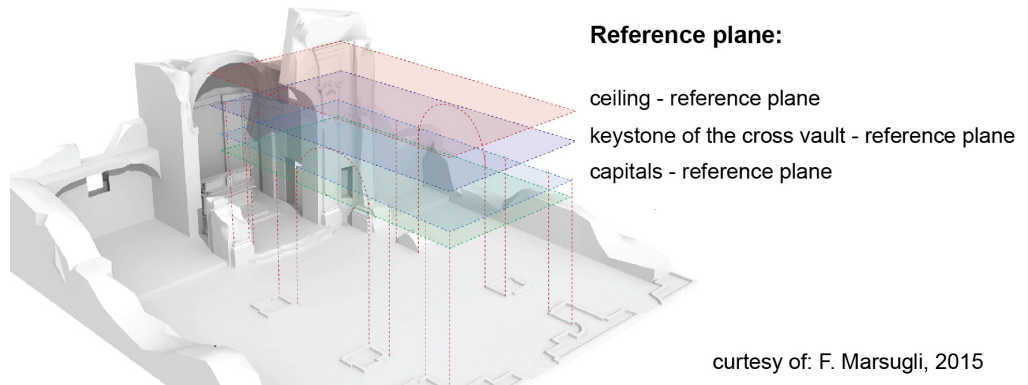 Reference plane:
ceiling - reference plane
keystone of the cross vault - reference plane
capitals - reference plane
curtesy of: F. Marsugli, 2015